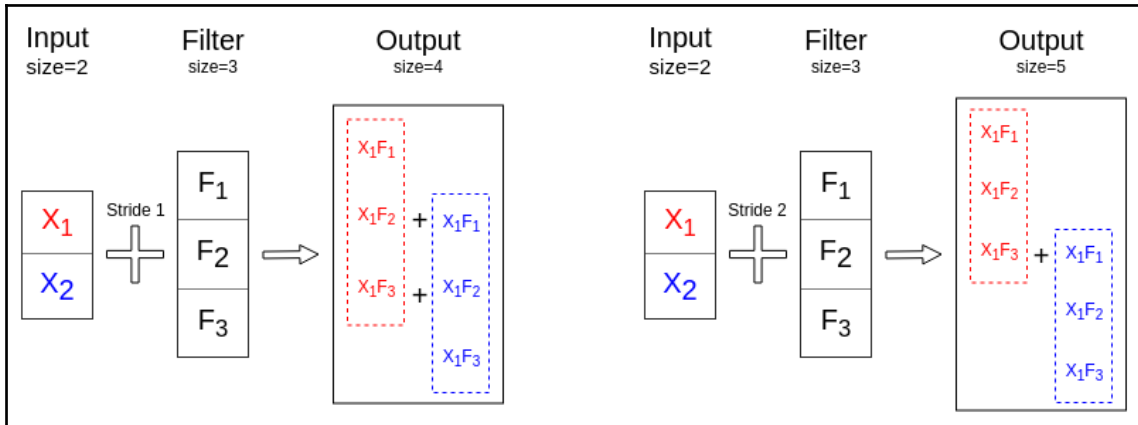 Input Filter Output
size=2 size=3 size=4
X₁
X₂
Stride 1
F₁
F₂
F₃
X₁F₁
X₁F₂ + X₁F₁
X₁F₃ + X₁F₂
X₁F₃
Input Filter Output
size=2 size=3 size=5
X₁
X₂
Stride 2
F₁
F₂
F₃
X₁F₁
X₁F₂
X₁F₃ + X₁F₁
X₁F₂
X₁F₃